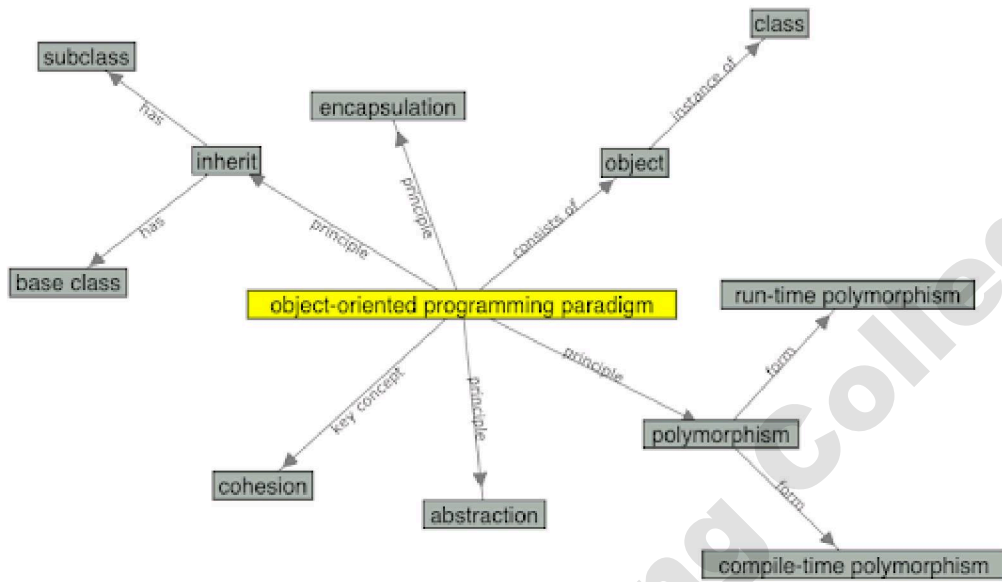 class
subclass
instance of
has
encapsulation
inherit
object
principle
has
principle
consists of
base class
run-time polymorphism
object-oriented programming paradigm
form
principle
key concept
principle
polymorphism
cohesion
form
abstraction
compile-time polymorphism